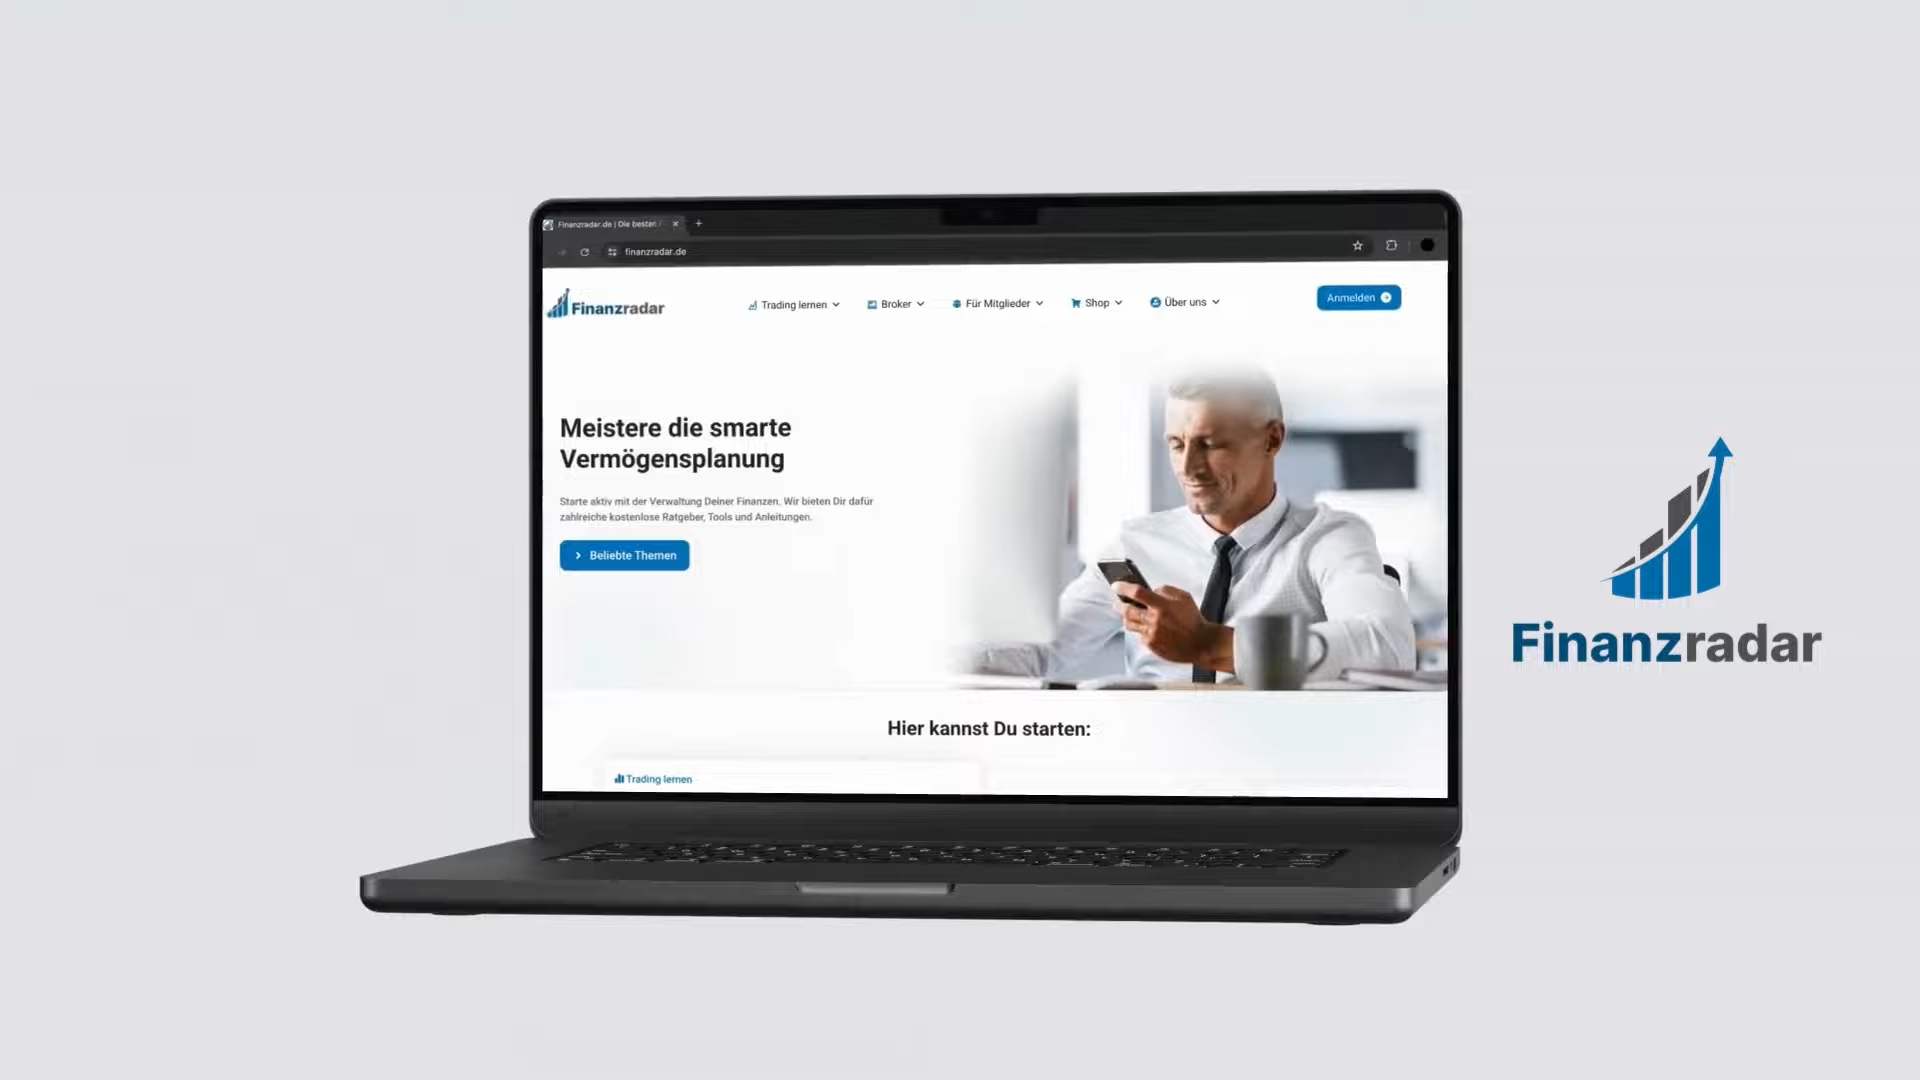 Finanzradar.de | Die besten
finanzradar.de
Finanzradar
Trading lernen
Broker
Für Mitglieder
Shop
Über uns
Anmelden
Meistere die smarte
Vermögensplanung
Starte aktiv mit der Verwaltung Deiner Finanzen. Wir bieten Dir dafür
zahlreiche kostenlose Ratgeber, Tools und Anleitungen.
Beliebte Themen
Hier kannst Du starten:
Trading lernen
Finanzradar